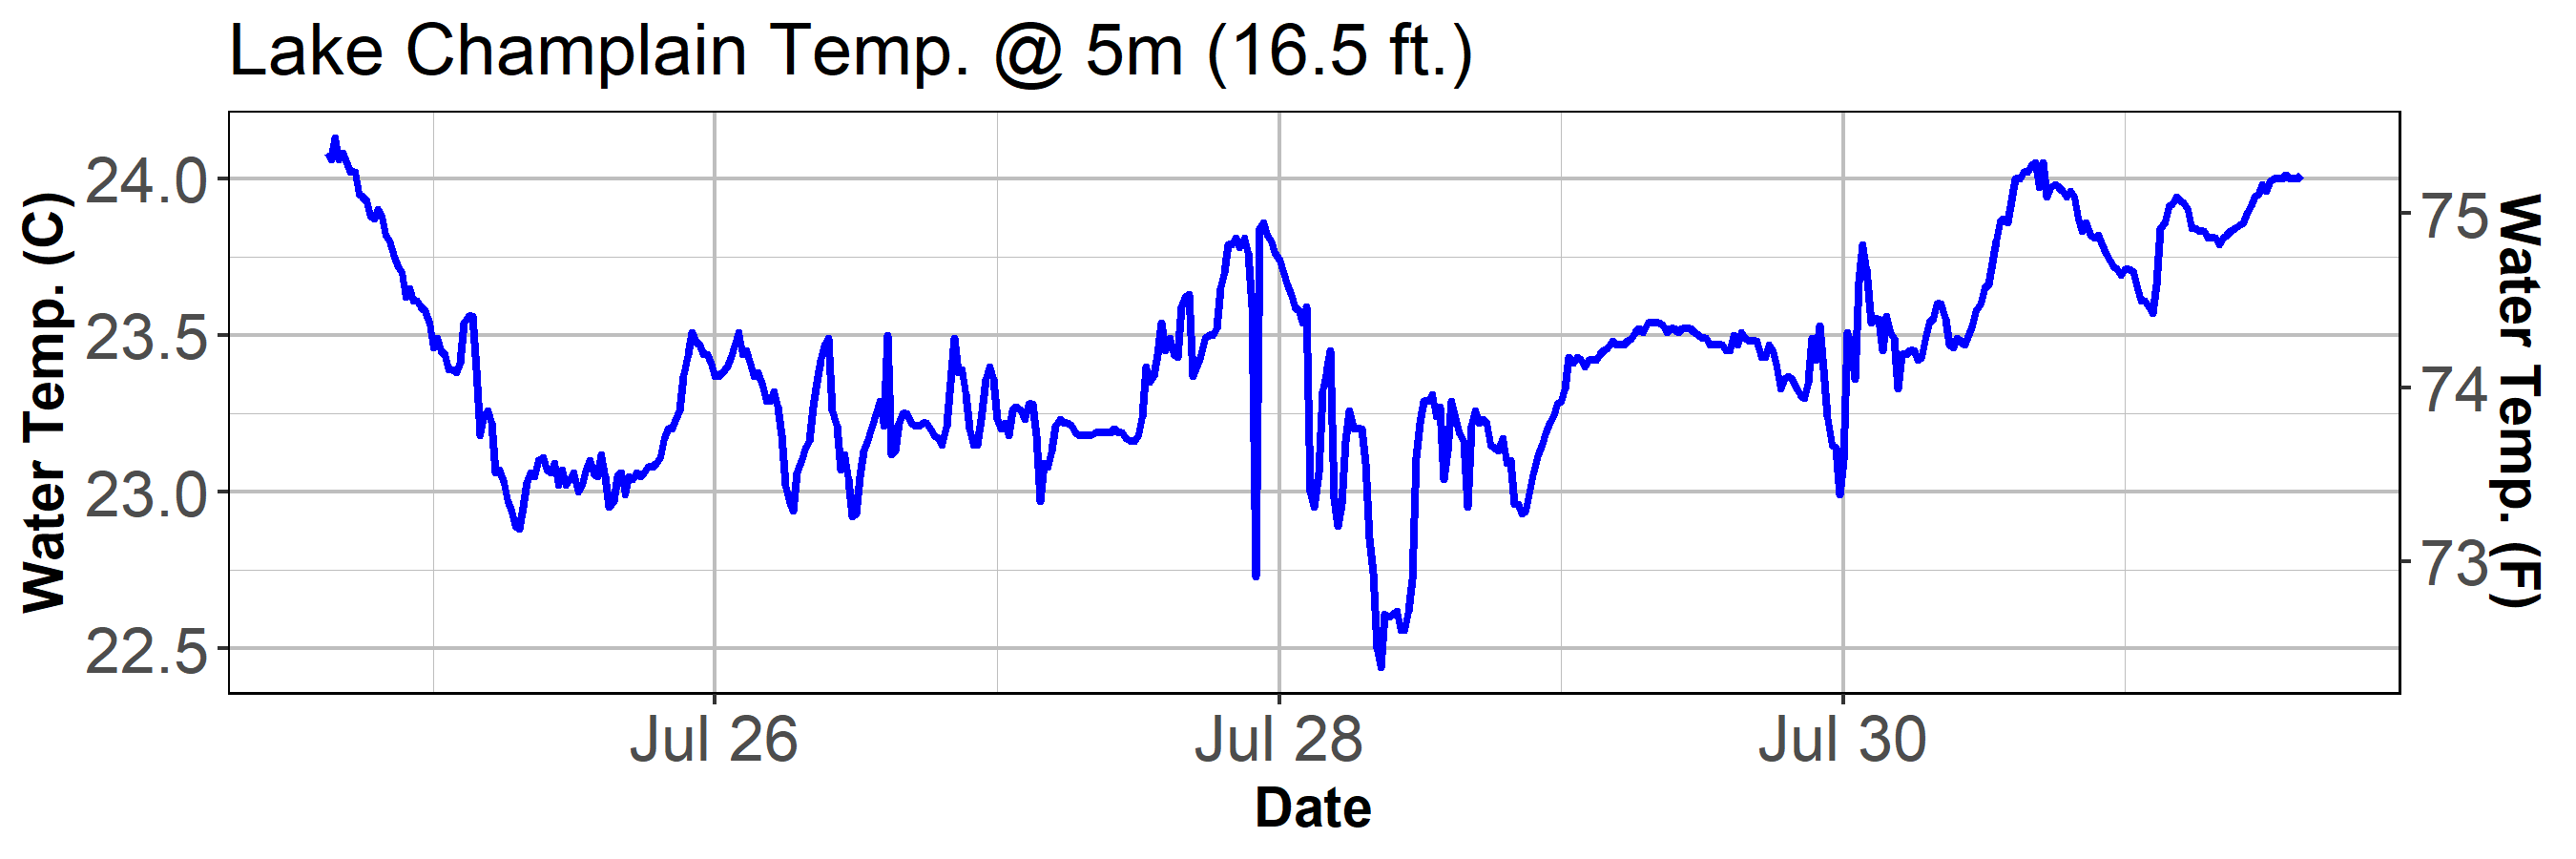 Lake Champlain Temp. @ 5m (16.5 ft.)
Water Temp. (C)
24.0
23.5
23.0
22.5
75
74
73
Water Temp. (F)
Jul 26
Jul 28
Jul 30
Date